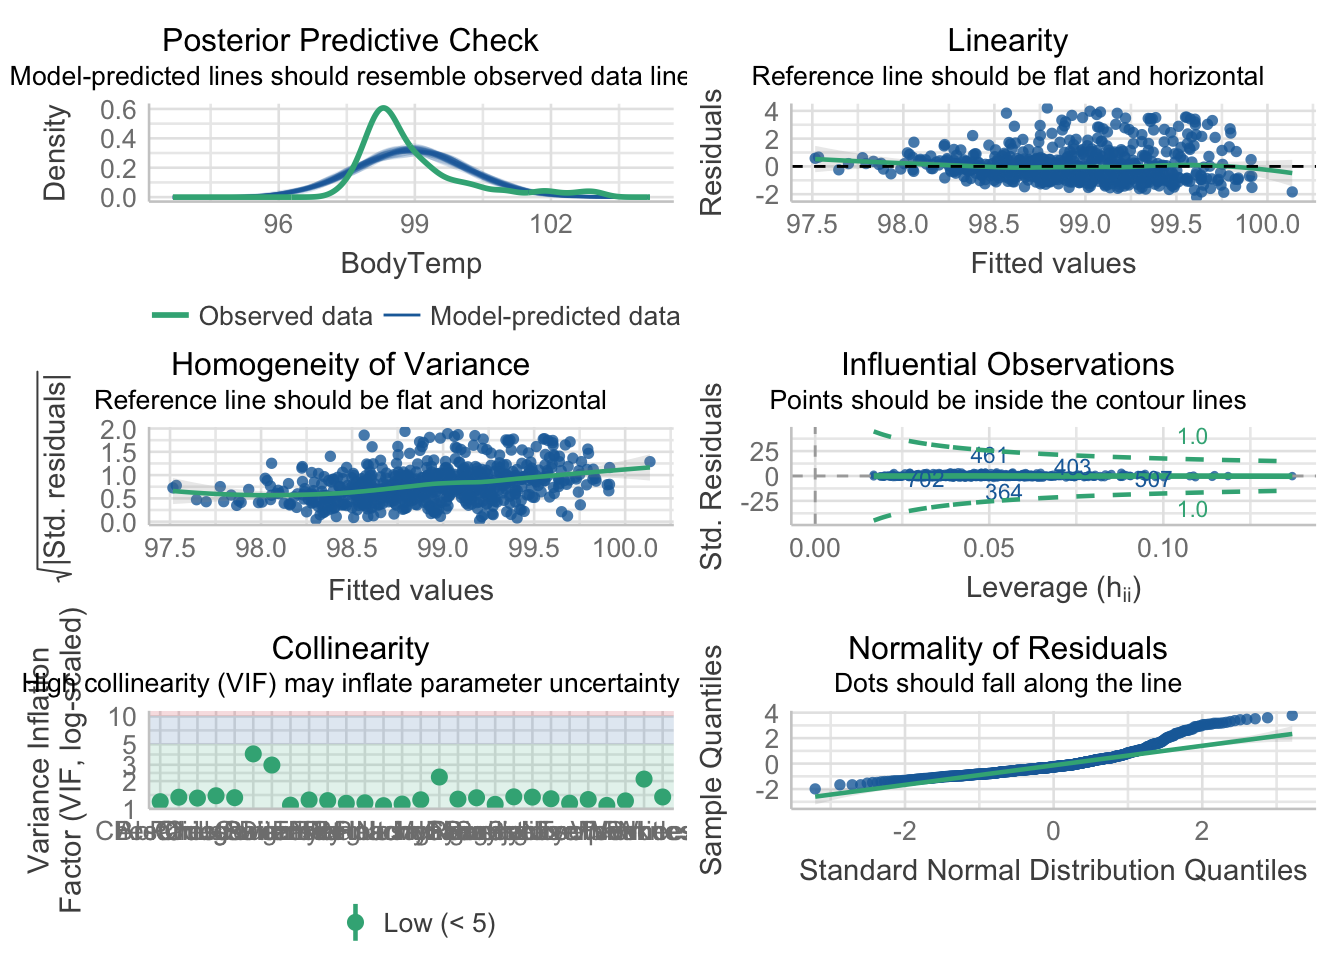 Posterior Predictive Check
Model-predicted lines should resemble observed data line
Density
0.6
0.4
0.2
0.0
96 99 102
BodyTemp
Observed data Model-predicted data
Linearity
Reference line should be flat and horizontal
Residuals
4
2
0
-2
97.5 98.0 98.5 99.0 99.5 100.0
Fitted values
Homogeneity of Variance
Reference line should be flat and horizontal
√|Std. residuals|
2.0
1.5
1.0
0.5
0.0
97.5 98.0 98.5 99.0 99.5 100.0
Fitted values
Influential Observations
Points should be inside the contour lines
Std. Residuals
25
0
-25
1.0
461
403
702
507
364
1.0
0.00 0.05 0.10
Leverage (hii)
Collinearity
High collinearity (VIF) may inflate parameter uncertainty
Variance Inflation
Factor (VIF, log-scaled)
10
5
3
2
1
Low (< 5)
Normality of Residuals
Dots should fall along the line
Sample Quantiles
4
2
0
-2
-2 0 2
Standard Normal Distribution Quantiles